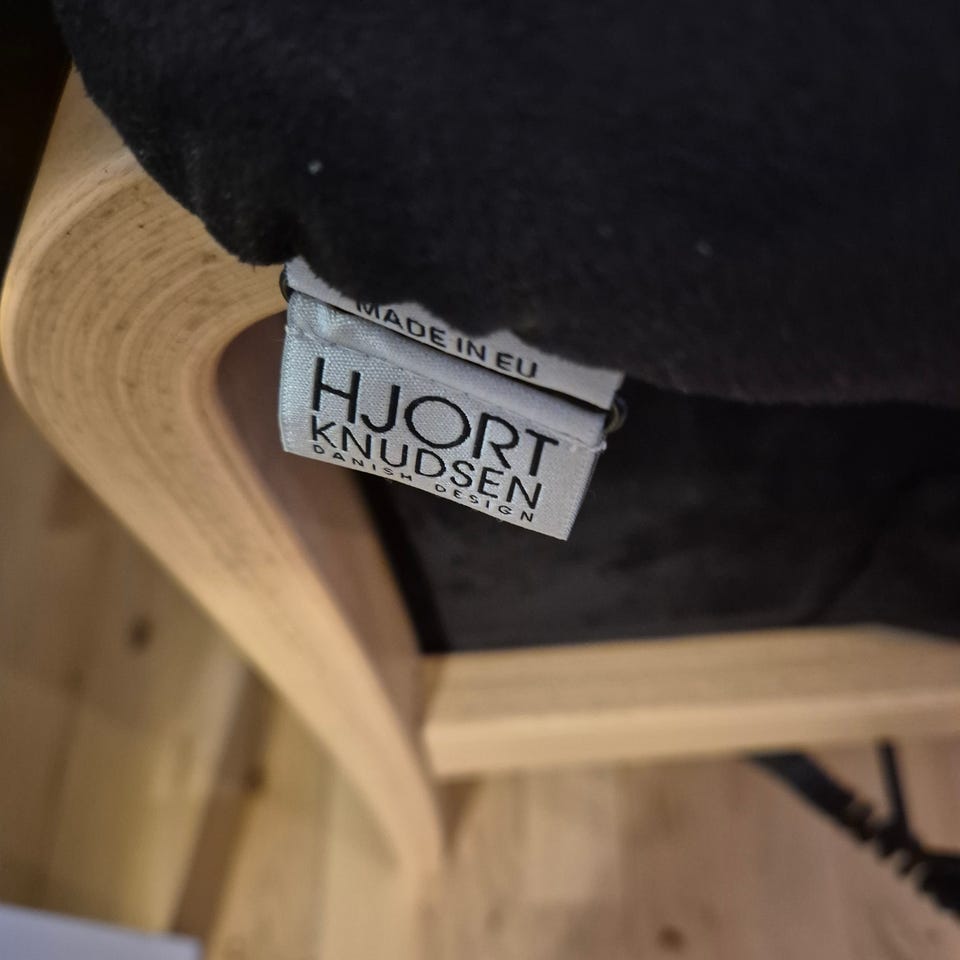 MADE IN EU
HJORT
KNUDSEN
DANISH DESIGN